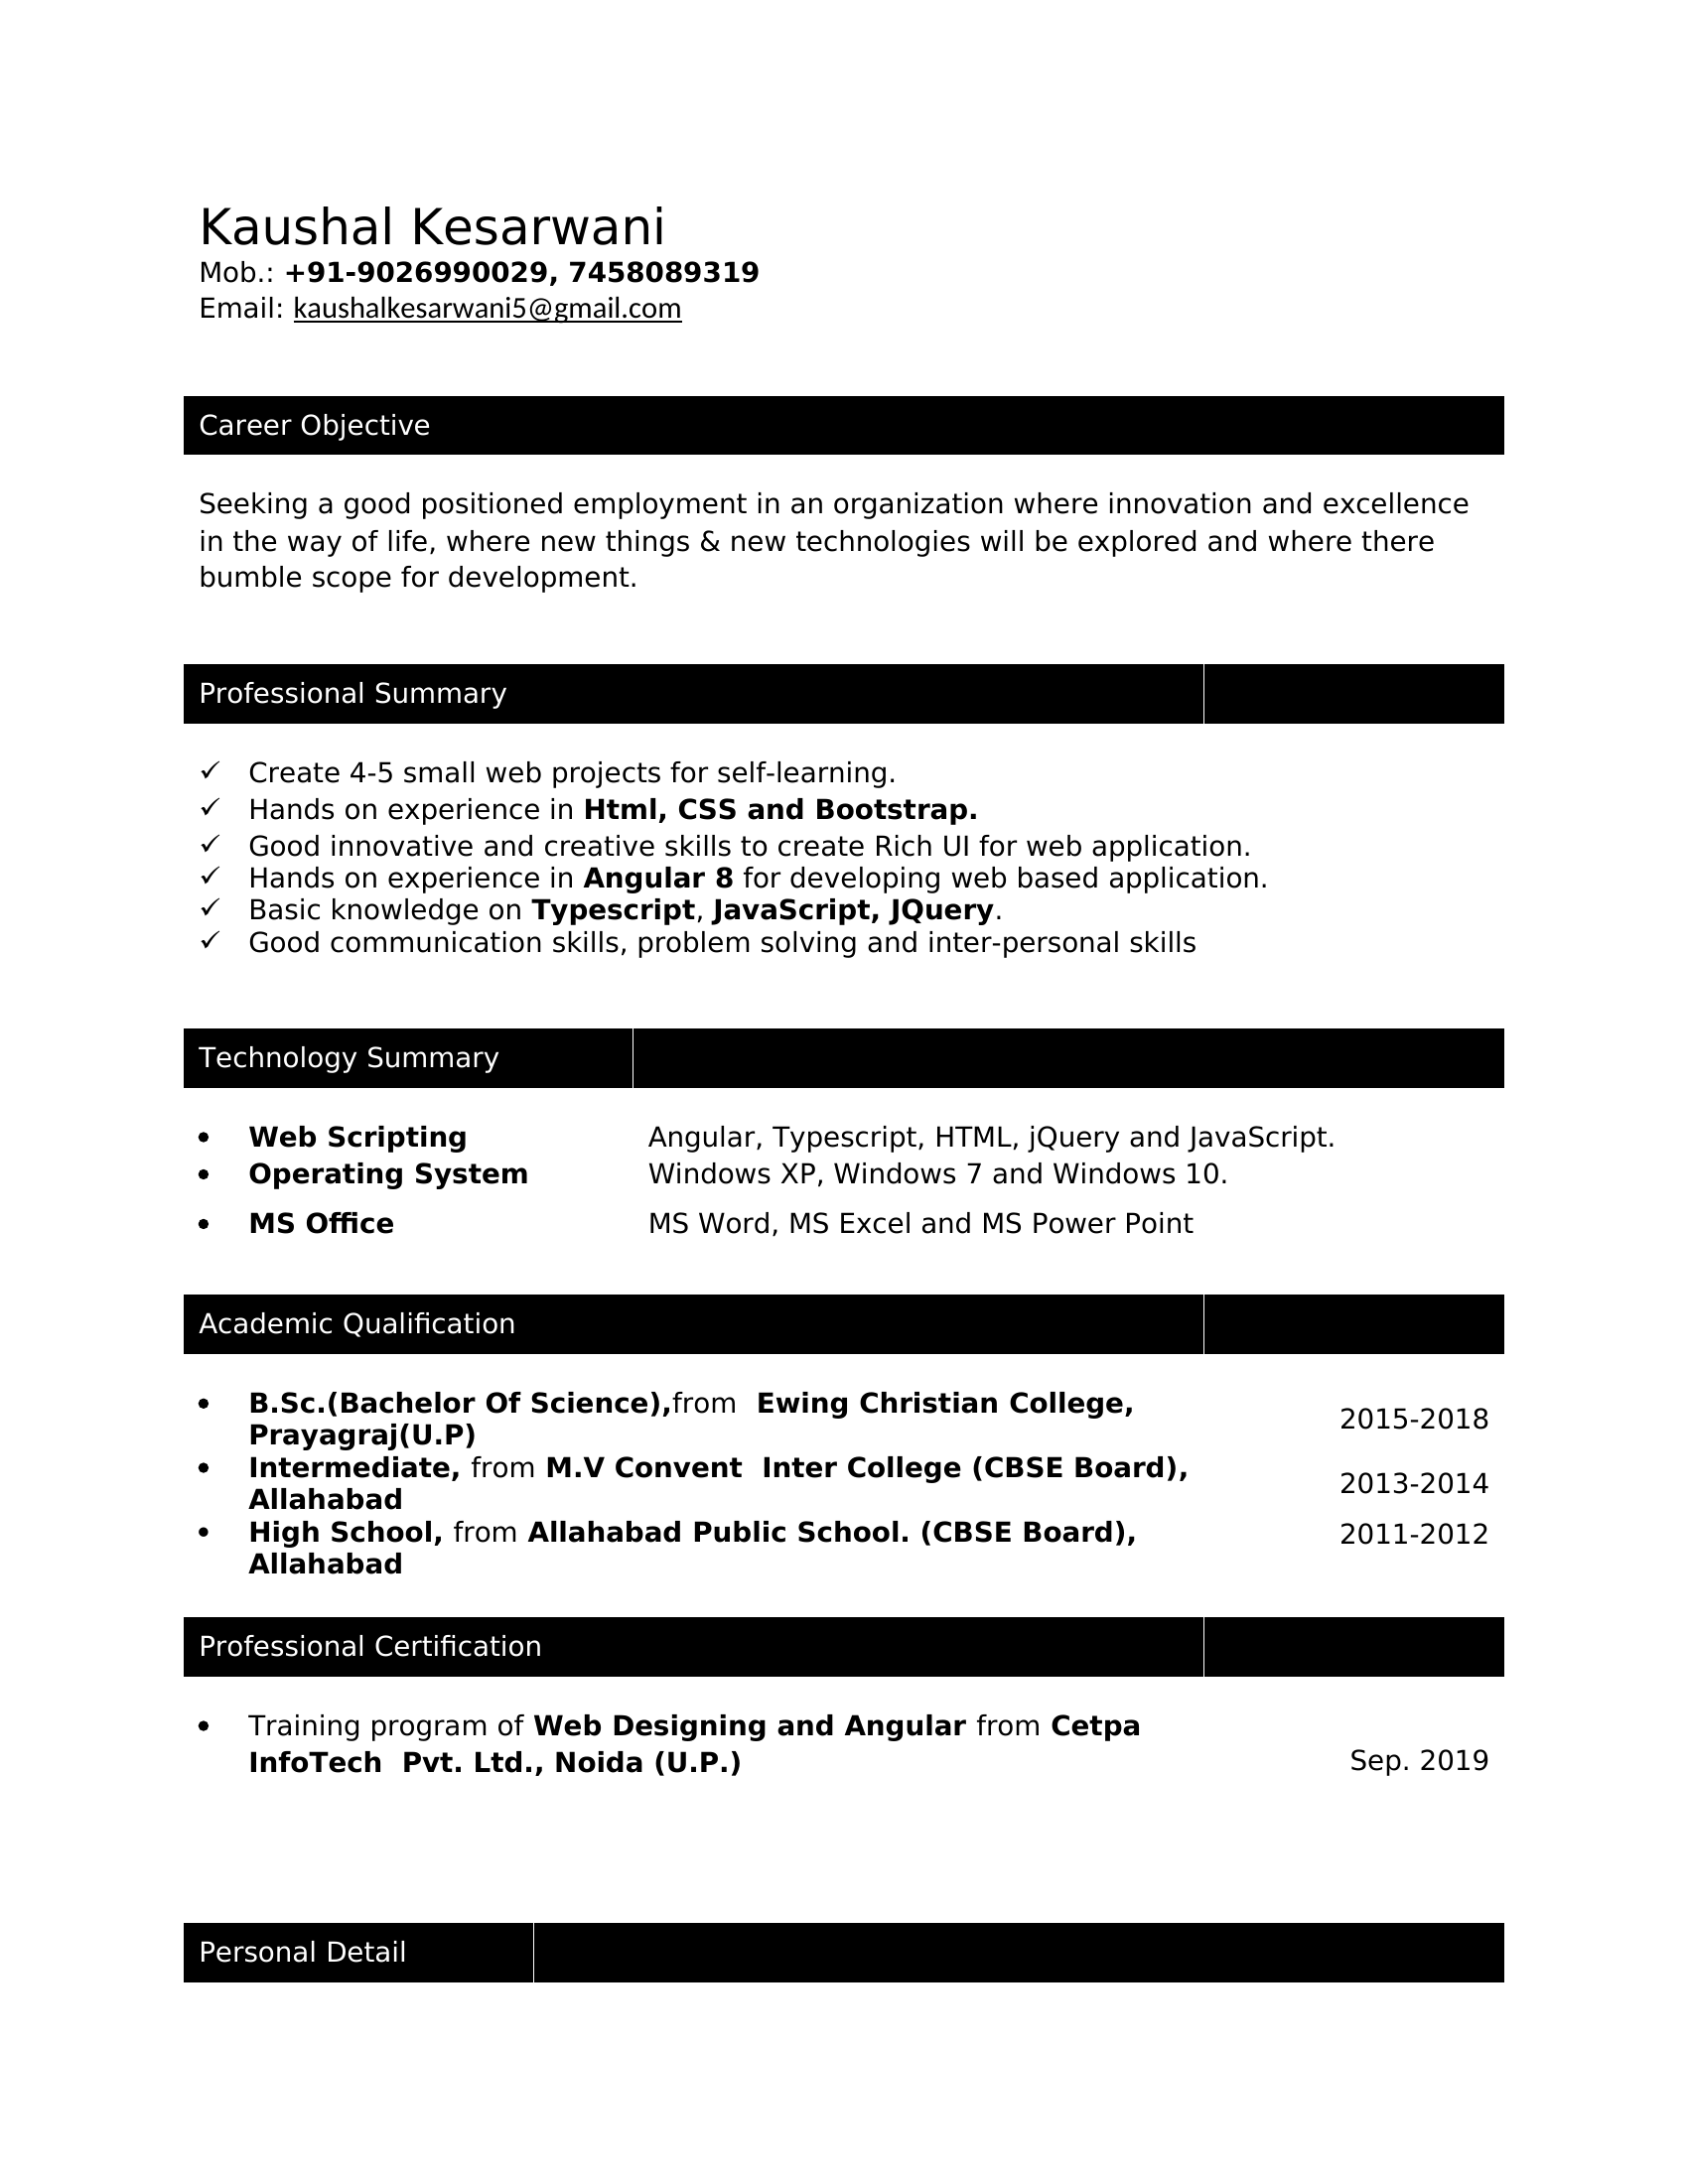 Kaushal Kesarwani
Mob.: +91-9026990029, 7458089319
Email: kaushalkesarwani5@gmail.com
Career Objective
Seeking a good positioned employment in an organization where innovation and excellence
in the way of life, where new things & new technologies will be explored and where there
bumble scope for development.
Professional Summary
✓ Create 4-5 small web projects for self-learning.
✓ Hands on experience in Html, CSS and Bootstrap.
✓ Good innovative and creative skills to create Rich UI for web application.
✓ Hands on experience in Angular 8 for developing web based application.
✓ Basic knowledge on Typescript, JavaScript, JQuery.
✓ Good communication skills, problem solving and inter-personal skills
Technology Summary
• Web Scripting Angular, Typescript, HTML, jQuery and JavaScript.
• Operating System Windows XP, Windows 7 and Windows 10.
• MS Office MS Word, MS Excel and MS Power Point
Academic Qualification
• B.Sc.(Bachelor Of Science),from Ewing Christian College,
Prayagraj(U.P)
2015-2018
• Intermediate, from M.V Convent Inter College (CBSE Board),
Allahabad
2013-2014
• High School, from Allahabad Public School. (CBSE Board),
Allahabad
2011-2012
Professional Certification
• Training program of Web Designing and Angular from Cetpa
InfoTech Pvt. Ltd., Noida (U.P.)
Sep. 2019
Personal Detail